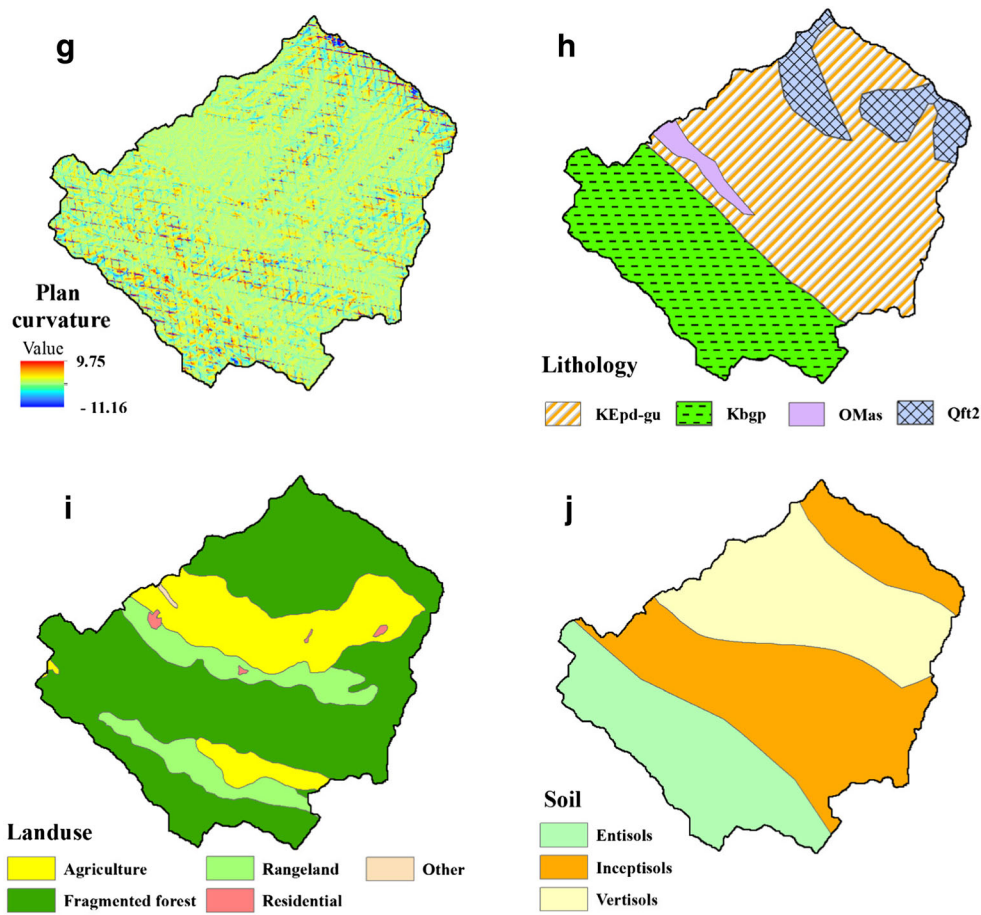 g
Plan
curvature
Value
9.75
- 11.16
h
Lithology
KEpd-gu
Kbgp
OMas
Qft2
i
Landuse
Agriculture
Rangeland
Other
Fragmented forest
Residential
j
Soil
Entisols
Inceptisols
Vertisols